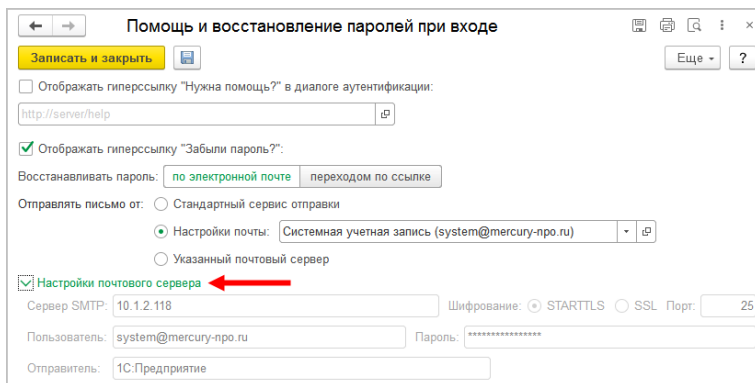 Помощь и восстановление паролей при входе
Записать и закрыть Еще ?
Отображать гиперссылку "Нужна помощь?" в диалоге аутентификации:
http://server/help
Отображать гиперссылку "Забыли пароль?":
Восстанавливать пароль: по электронной почте переходом по ссылке
Отправлять письмо от: Стандартный сервис отправки
Настройки почты: Системная учетная запись (system@mercury-npo.ru)
Указанный почтовый сервер
Настройки почтового сервера
Сервер SMTP: 10.1.2.118 Шифрование: STARTTLS SSL Порт: 25
Пользователь: system@mercury-npo.ru Пароль: ****************
Отправитель: 1С:Предприятие